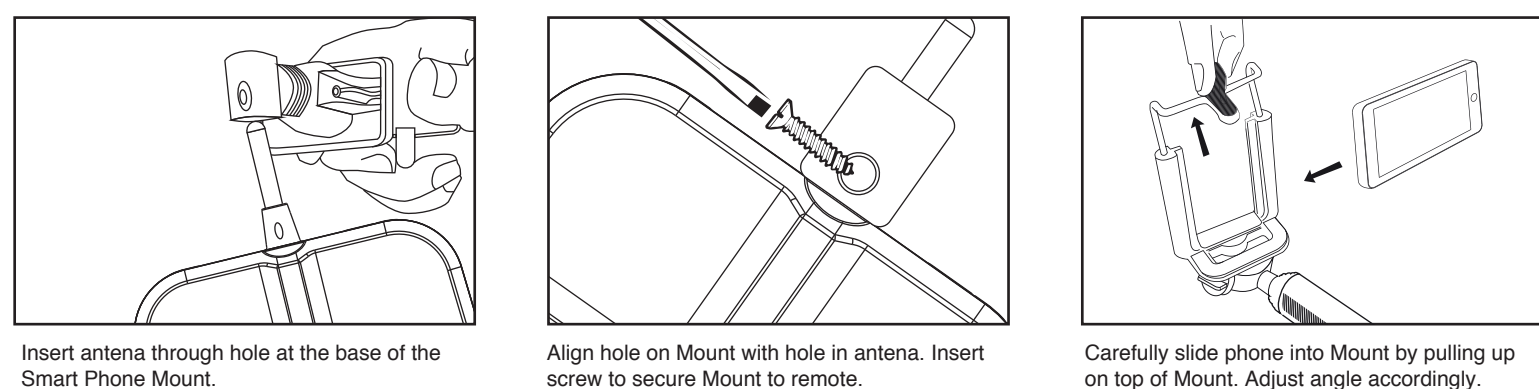 Insert antena through hole at the base of the
Smart Phone Mount.
Align hole on Mount with hole in antena. Insert
screw to secure Mount to remote.
Carefully slide phone into Mount by pulling up
on top of Mount. Adjust angle accordingly.